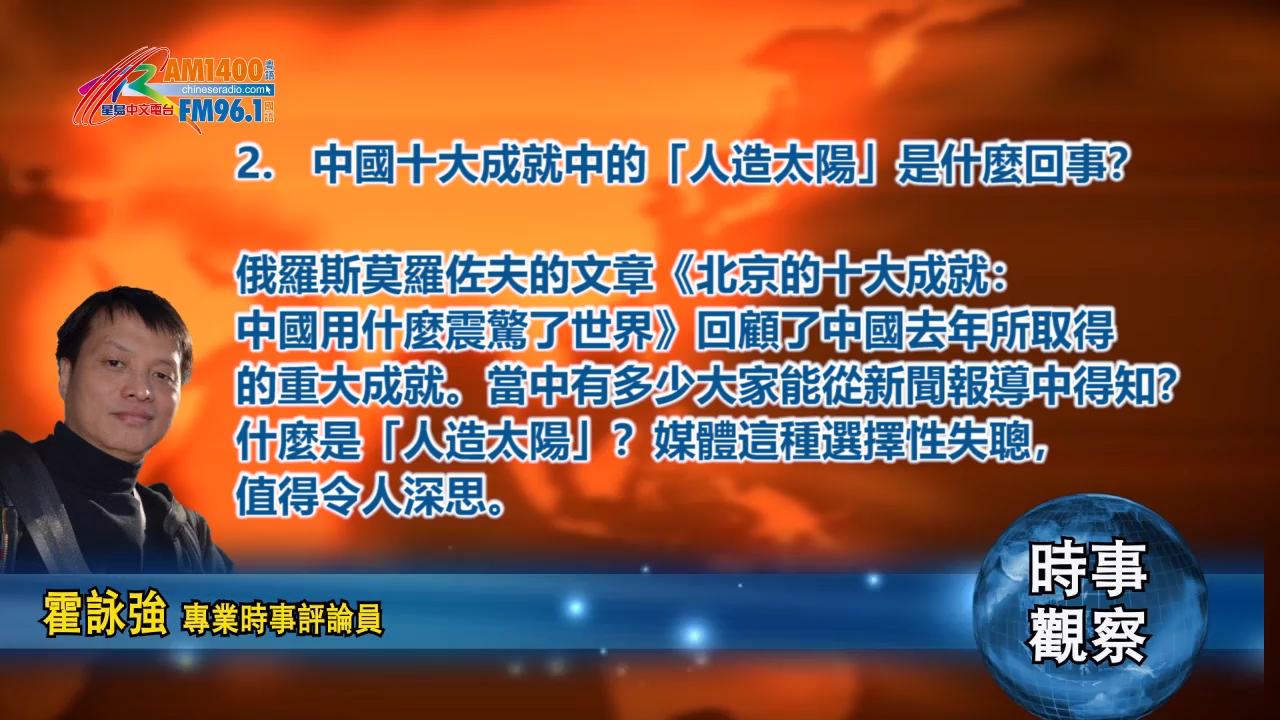 AM1400 粵語
chineseradio.com
星島中文電台 FM96.1 國語
2. 中國十大成就中的「人造太陽」是什麼回事?
俄羅斯莫羅佐夫的文章《北京的十大成就:
中國用什麼震驚了世界》回顧了中國去年所取得
的重大成就。當中有多少大家能從新聞報導中得知?
什麼是「人造太陽」? 媒體這種選擇性失聰,
值得令人深思。
時事
觀察
霍詠強 專業時事評論員